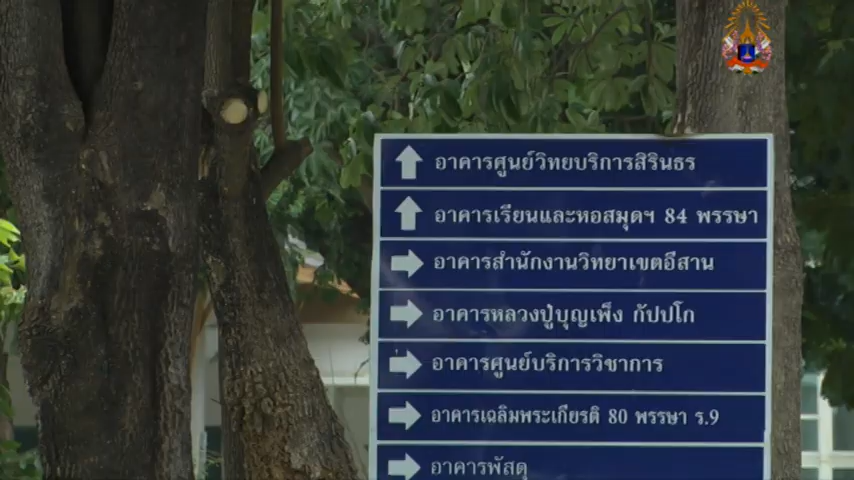 อาคารศูนย์วิทยบริการสิรินธร
อาคารเรียนและหอสมุดฯ 84 พรรษา
อาคารสำนักงานวิทยาเขตอีสาน
อาคารหลวงปู่บุญเพ็ง กัปปโก
อาคารศูนย์บริการวิชาการ
อาคารเฉลิมพระเกียรติ 80 พรรษา ร.9
อาคารพัสดุ